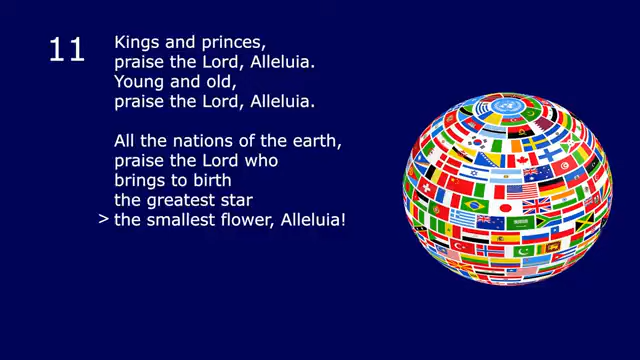 11
Kings and princes,
praise the Lord, Alleluia.
Young and old,
praise the Lord, Alleluia.
All the nations of the earth,
praise the Lord who
brings to birth
the greatest star
> the smallest flower, Alleluia!